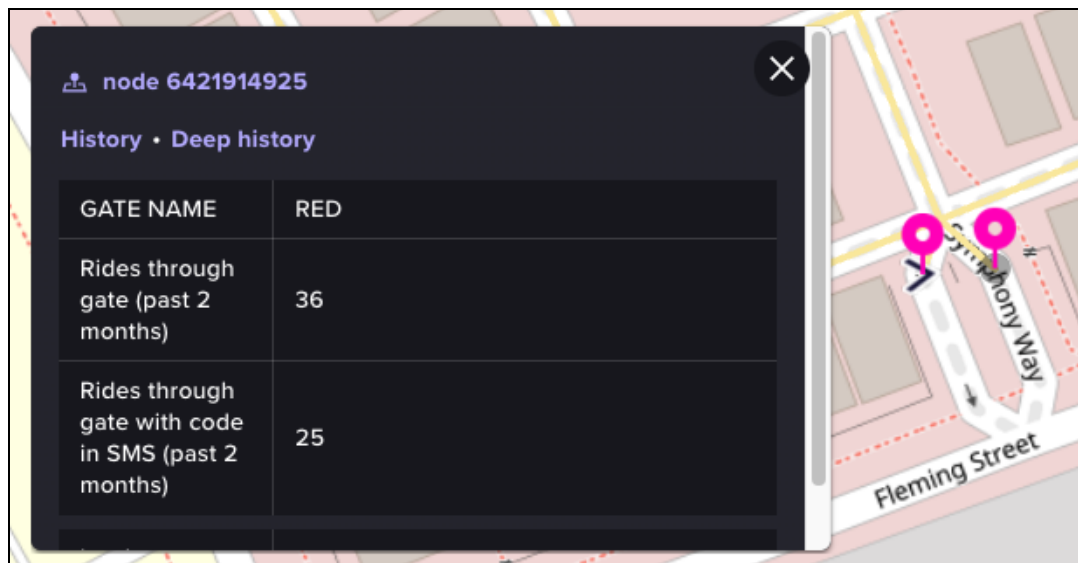 node 6421914925
History • Deep history
GATE NAME
RED
Rides through
gate (past 2
months)
36
Rides through
gate with code
in SMS (past 2
months)
25
Symphony Way
Fleming Street